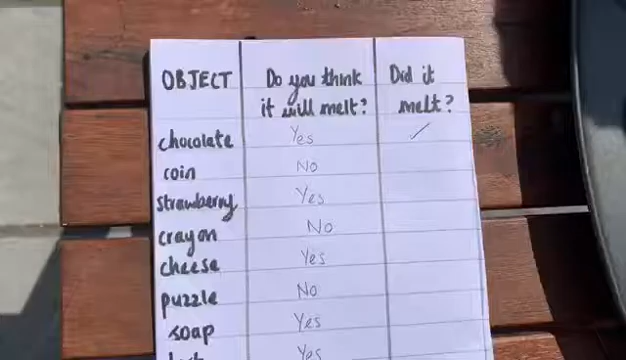 OBJECT Do you think it will melt? Did it melt?
chocolate Yes ✓
coin No
strawberry Yes
crayon No
cheese Yes
puzzle No
soap Yes
Yes